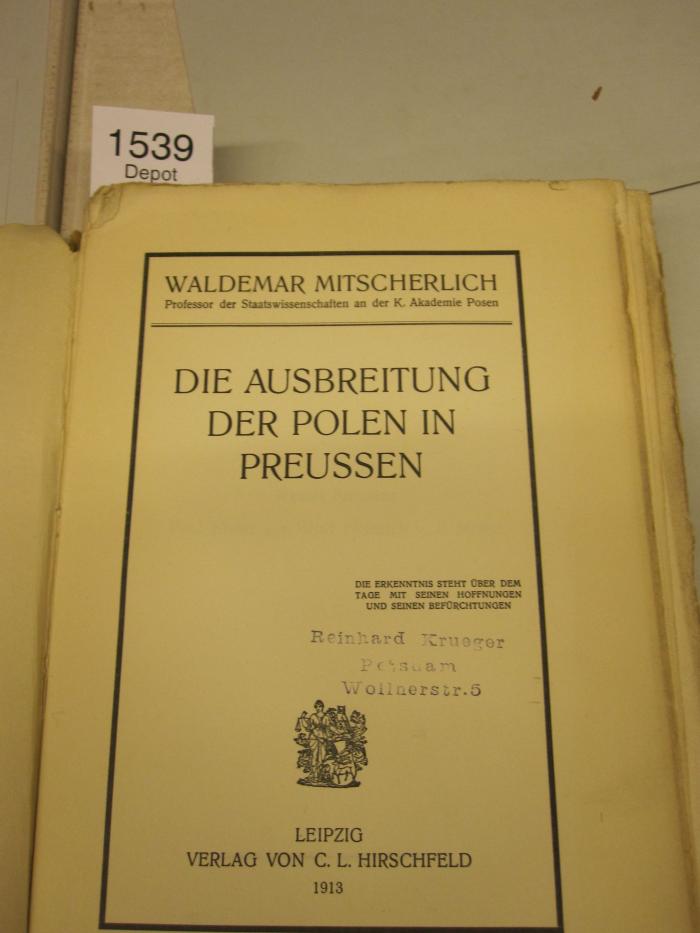 1539
Depot
WALDEMAR MITSCHERLICH
Professor der Staatswissenschaften an der K. Akademie Posen
DIE AUSBREITUNG
DER POLEN IN
PREUSSEN
DIE ERKENNTNIS STEHT ÜBER DEM
TAGE MIT SEINEN HOFFNUNGEN
UND SEINEN BEFÜRCHTUNGEN
Reinhard Krueger
Potsdam
Wollnerstr.5
LEIPZIG
VERLAG VON C. L. HIRSCHFELD
1913